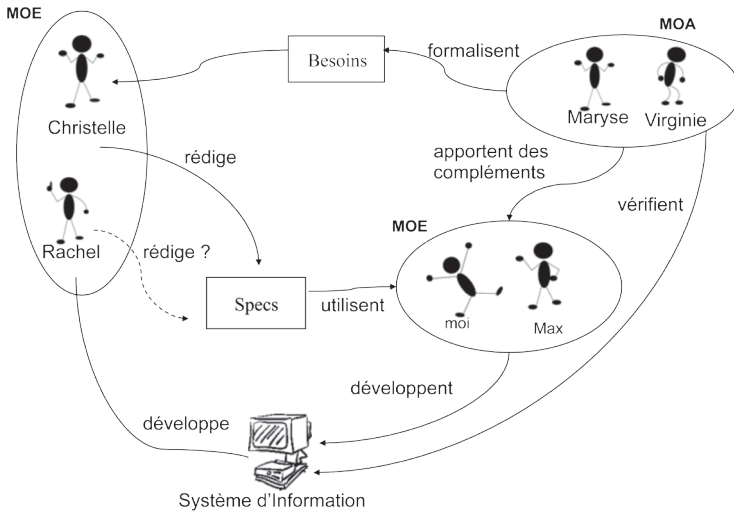 MOE
MOA
Besoins
formalisent
Christelle
Maryse
Virginie
rédige
apportent des
compléments
vérifient
MOE
Rachel
rédige ?
Specs
utilisent
moi
Max
développent
développe
Système d'Information